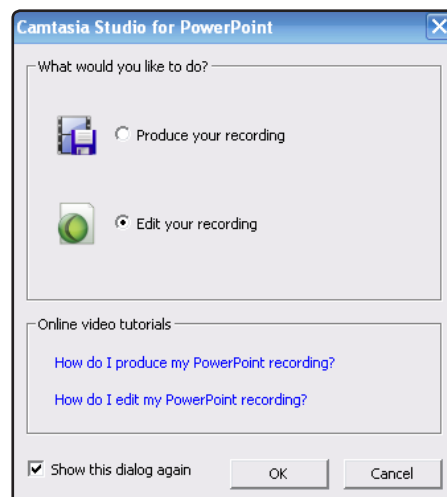 Camtasia Studio for PowerPoint
What would you like to do?
Produce your recording
Edit your recording
Online video tutorials
How do I produce my PowerPoint recording?
How do I edit my PowerPoint recording?
Show this dialog again
OK
Cancel